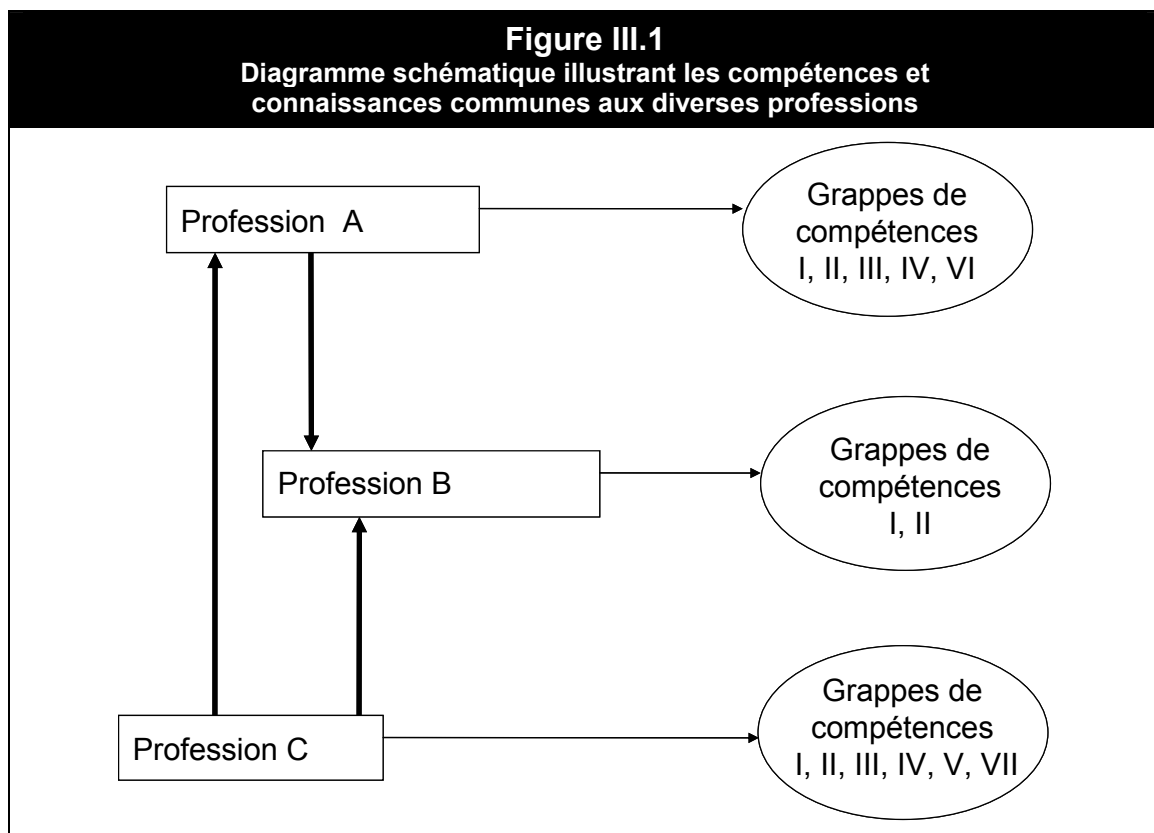 Figure III.1
Diagramme schématique illustrant les compétences et
connaissances communes aux diverses professions
Profession A
Grappes de
compétences
I, II, III, IV, VI
Profession B
Grappes de
compétences
I, II
Profession C
Grappes de
compétences
I, II, III, IV, V, VII